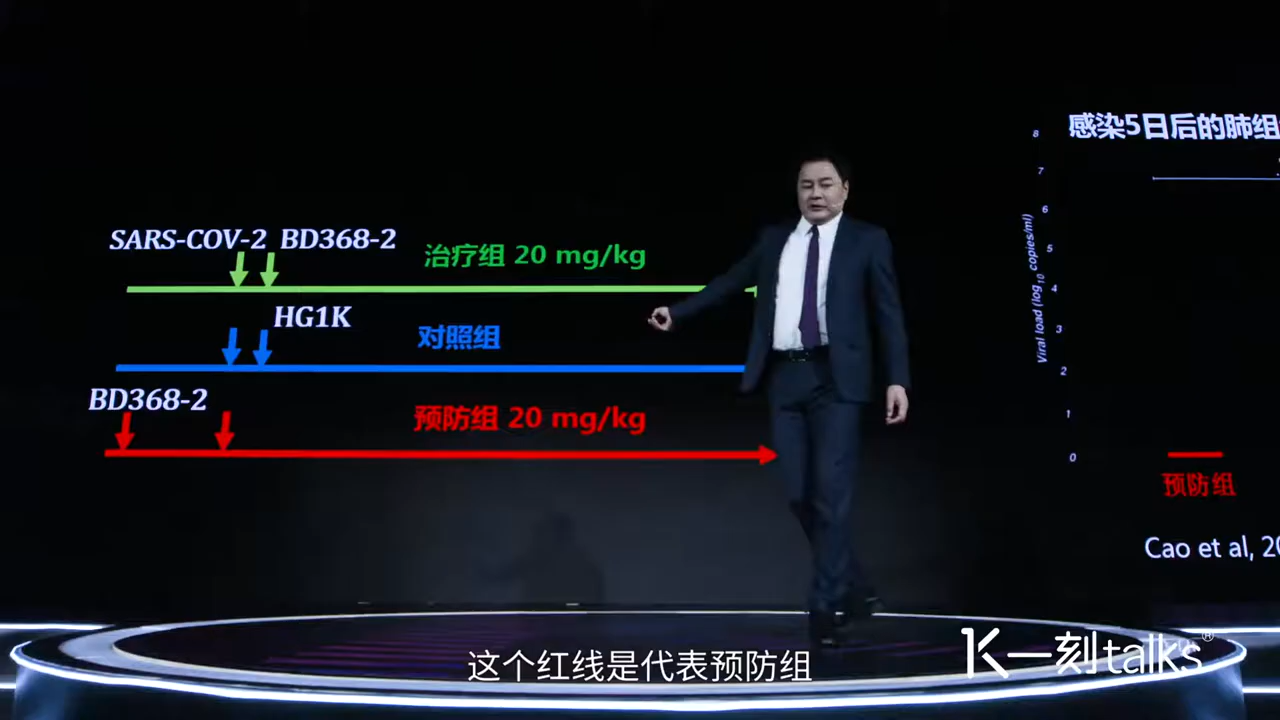 SARS-COV-2 BD368-2
治疗组 20 mg/kg
HG1K
对照组
BD368-2
预防组 20 mg/kg
感染5日后的肺组
8
7
6
5
4
3
2
1
0
Viral load (log10 copies/ml)
预防组
Cao et al, 20
这个红线是代表预防组
一刻talks®